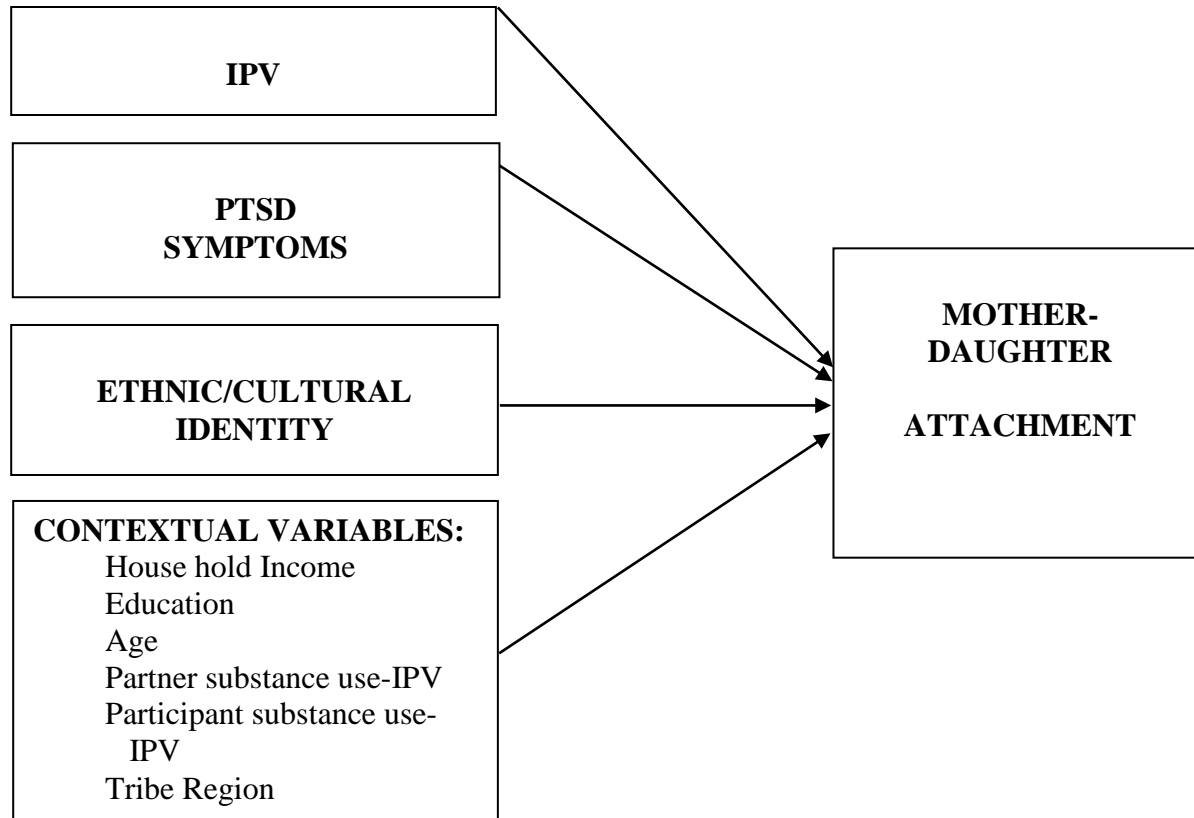 IPV
PTSD
SYMPTOMS
ETHNIC/CULTURAL
IDENTITY
CONTEXTUAL VARIABLES:
House hold Income
Education
Age
Partner substance use-IPV
Participant substance use-
IPV
Tribe Region
MOTHER-
DAUGHTER
ATTACHMENT